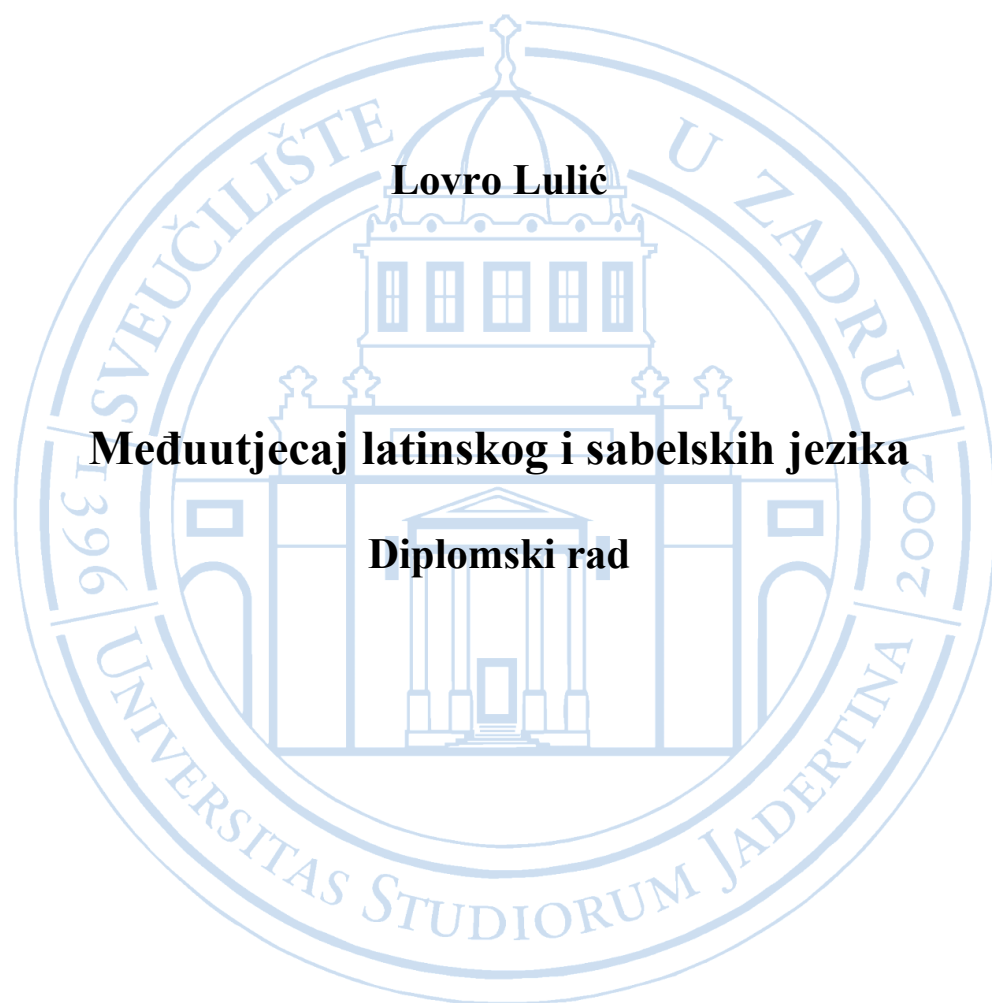 SVEUČILIŠTE U ZADRU
Lovro Lulić
Međuutjecaj latinskog i sabelskih jezika
Diplomski rad
1396
2002
UNIVERSITAS STUDIORUM JADERTINA